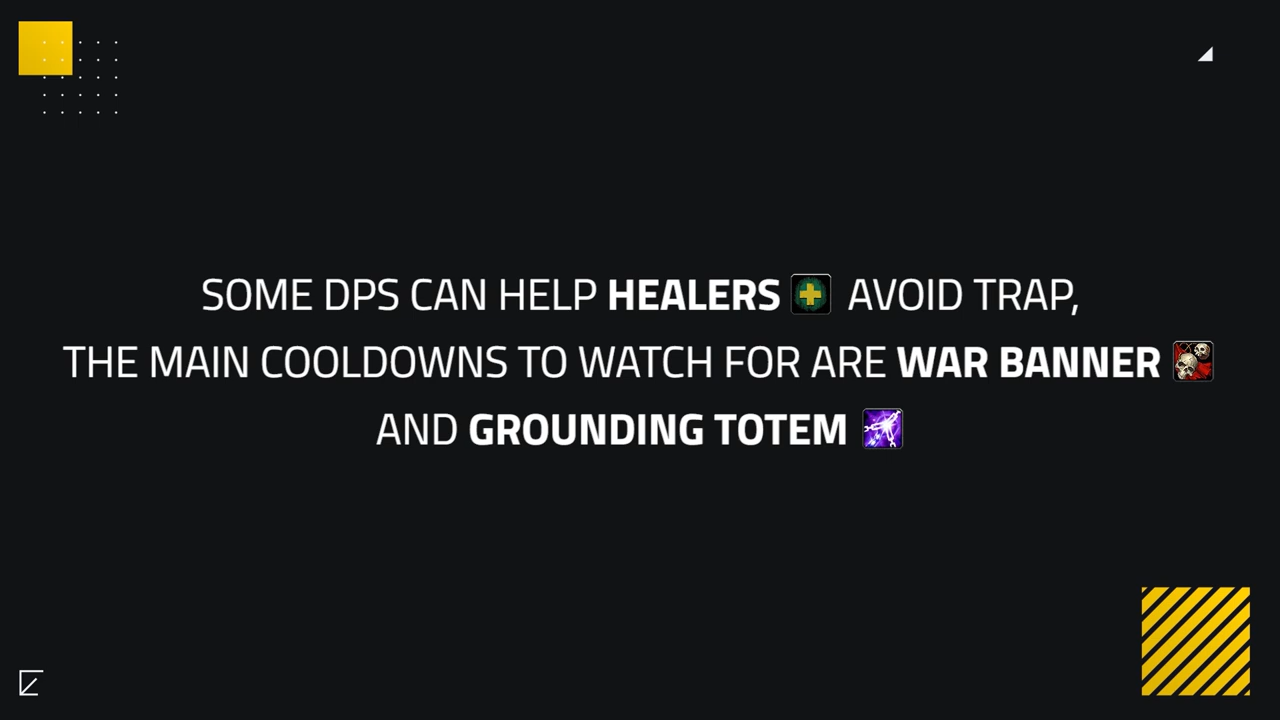 SOME DPS CAN HELP HEALERS AVOID TRAP,
THE MAIN COOLDOWNS TO WATCH FOR ARE WAR BANNER
AND GROUNDING TOTEM